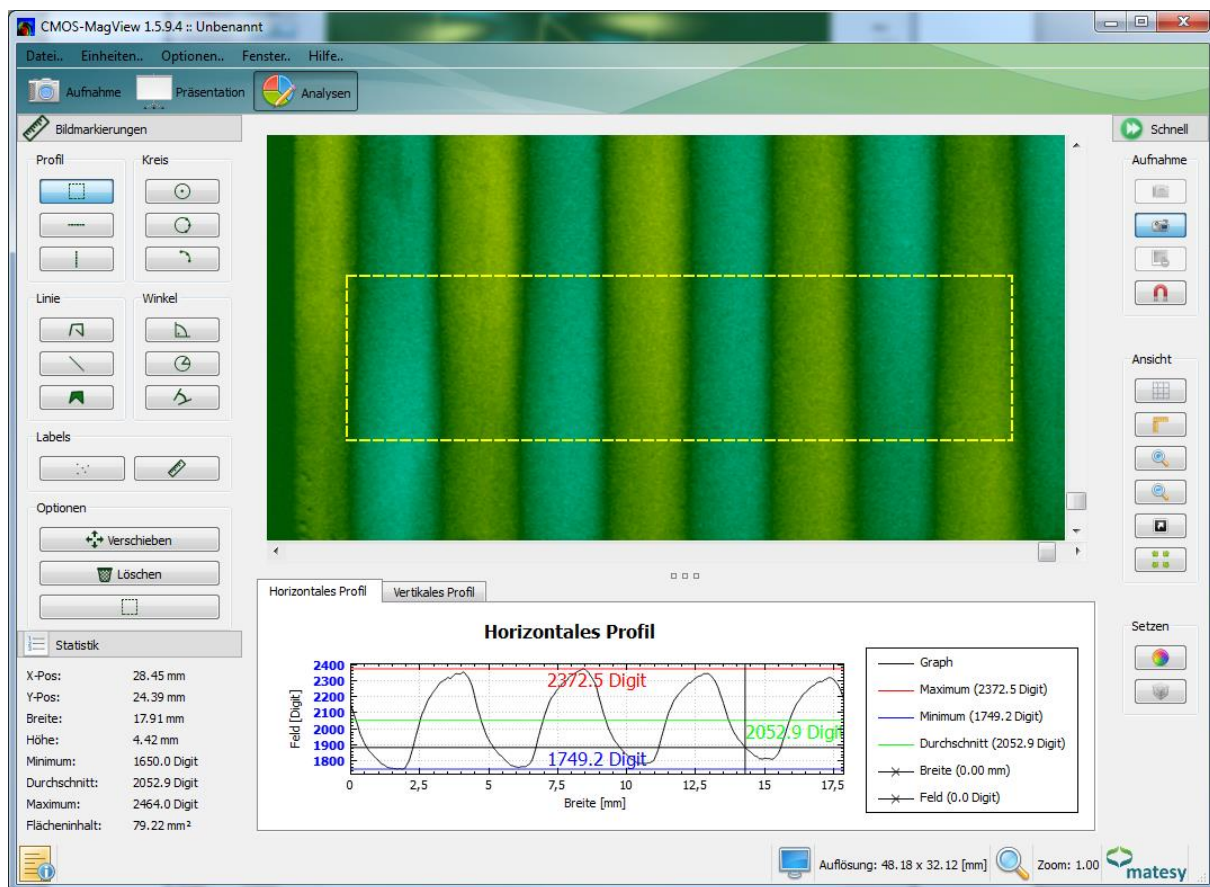 CMOS-MagView 1.5.9.4 :: Unbenannt
Datei.. Einheiten.. Optionen.. Fenster.. Hilfe..
Aufnahme Präsentation Analysen
Bildmarkierungen
Profil Kreis
Linie Winkel
Labels
Optionen
Verschieben
Löschen
Statistik
X-Pos: 28.45 mm
Y-Pos: 24.39 mm
Breite: 17.91 mm
Höhe: 4.42 mm
Minimum: 1650.0 Digit
Durchschnitt: 2052.9 Digit
Maximum: 2464.0 Digit
Flächeninhalt: 79.22 mm²
Schnell
Aufnahme
Ansicht
Setzen
Horizontales Profil Vertikales Profil
Horizontales Profil
Feld [Digit]
2400
2300
2200
2100
2000
1900
1800
2372.5 Digit
2052.9 Digit
1749.2 Digit
0 2,5 5 7,5 10 12,5 15 17,5
Breite [mm]
Graph
Maximum (2372.5 Digit)
Minimum (1749.2 Digit)
Durchschnitt (2052.9 Digit)
Breite (0.00 mm)
Feld (0.0 Digit)
Auflösung: 48.18 x 32.12 [mm] Zoom: 1.00 matesy